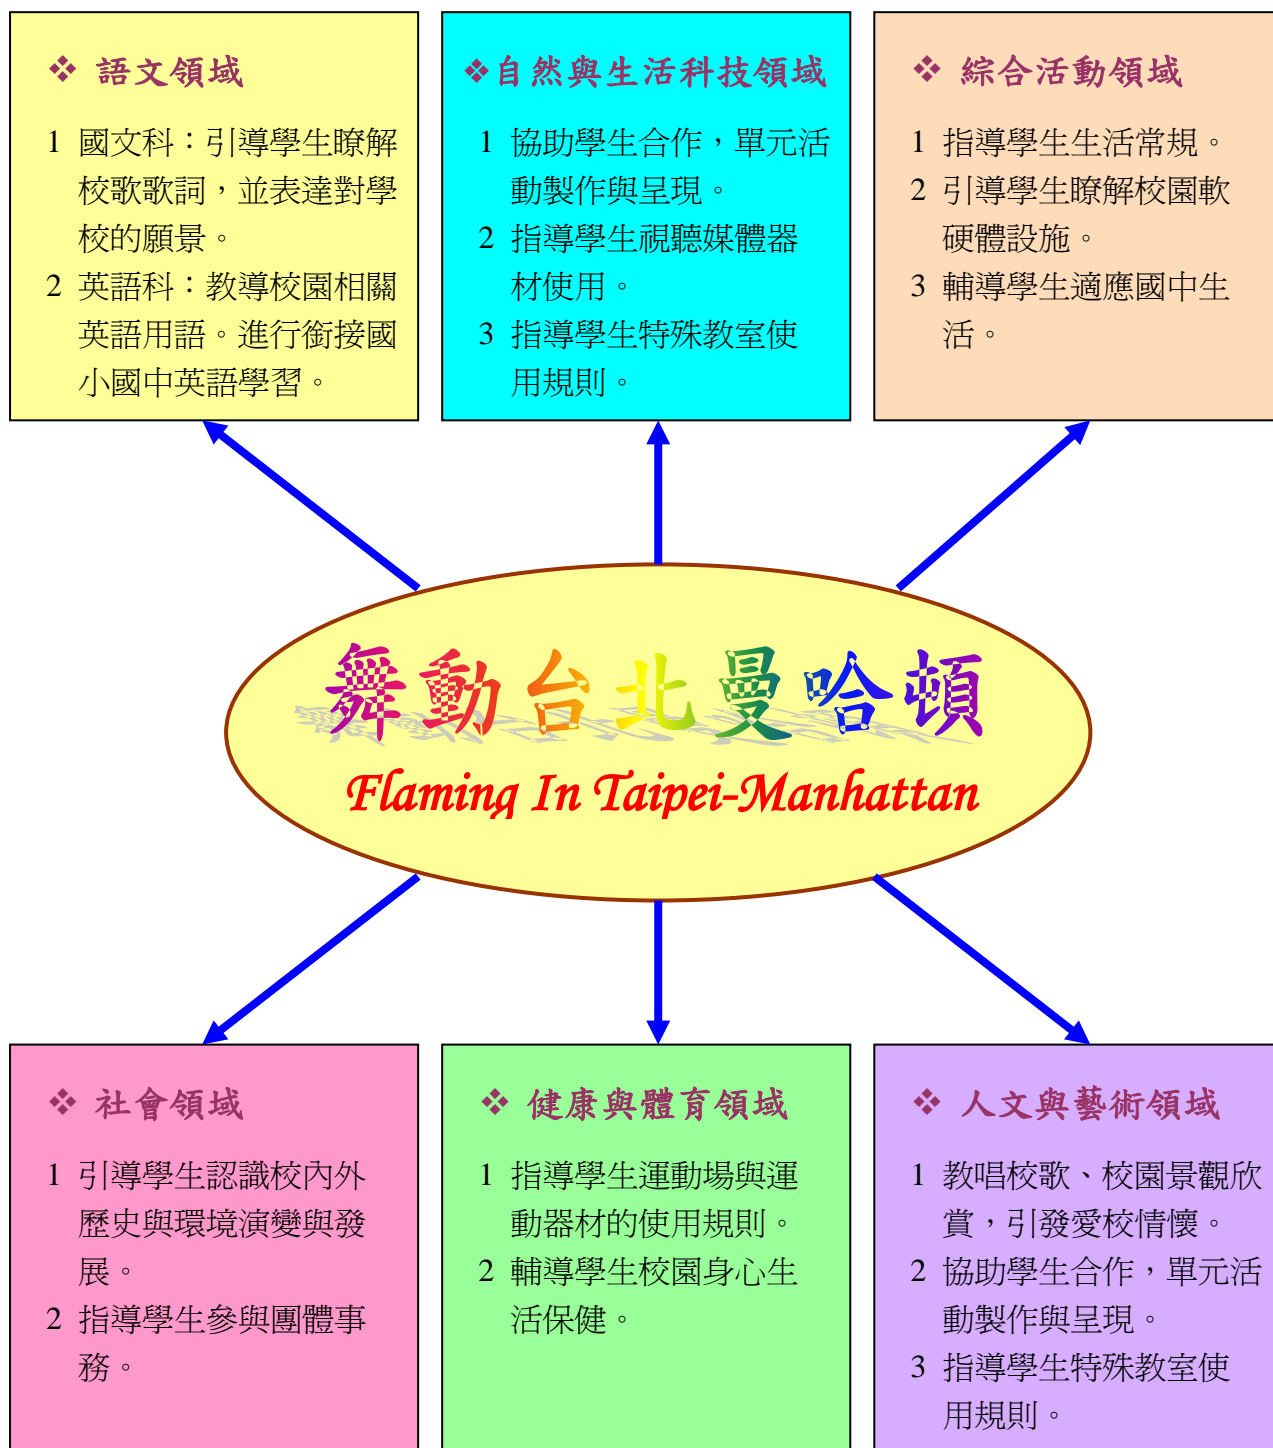 ❖ 語文領域
1 國文科：引導學生瞭解
校歌歌詞，並表達對學
校的願景。
2 英語科：教導校園相關
英語用語。進行銜接國
小國中英語學習。
❖自然與生活科技領域
1 協助學生合作，單元活
動製作與呈現。
2 指導學生視聽媒體器
材使用。
3 指導學生特殊教室使
用規則。
❖ 綜合活動領域
1 指導學生生活常規。
2 引導學生瞭解校園軟
硬體設施。
3 輔導學生適應國中生
活。
舞動台北曼哈頓
Flaming In Taipei-Manhattan
❖ 社會領域
1 引導學生認識校內外
歷史與環境演變與發
展。
2 指導學生參與團體事
務。
❖ 健康與體育領域
1 指導學生運動場與運
動器材的使用規則。
2 輔導學生校園身心生
活保健。
❖ 人文與藝術領域
1 教唱校歌、校園景觀欣
賞，引發愛校情懷。
2 協助學生合作，單元活
動製作與呈現。
3 指導學生特殊教室使
用規則。